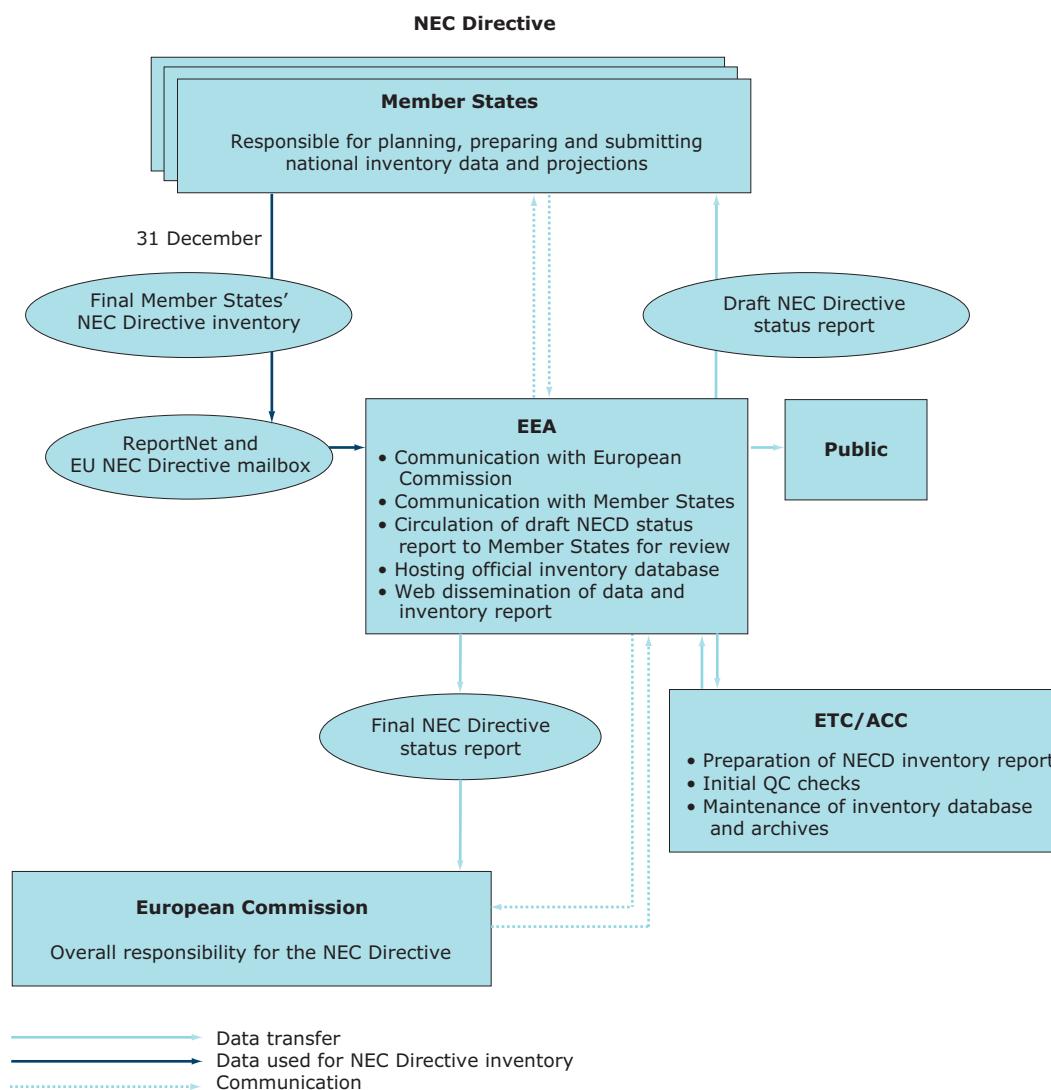 NEC Directive
Member States
Responsible for planning, preparing and submitting
national inventory data and projections
31 December
Final Member States’
NEC Directive inventory
Draft NEC Directive
status report
ReportNet and
EU NEC Directive mailbox
EEA
• Communication with European
Commission
• Communication with Member States
• Circulation of draft NECD status
report to Member States for review
• Hosting official inventory database
• Web dissemination of data and
inventory report
Public
Final NEC Directive
status report
ETC/ACC
• Preparation of NECD inventory report
• Initial QC checks
• Maintenance of inventory database
and archives
European Commission
Overall responsibility for the NEC Directive
Data transfer
Data used for NEC Directive inventory
Communication